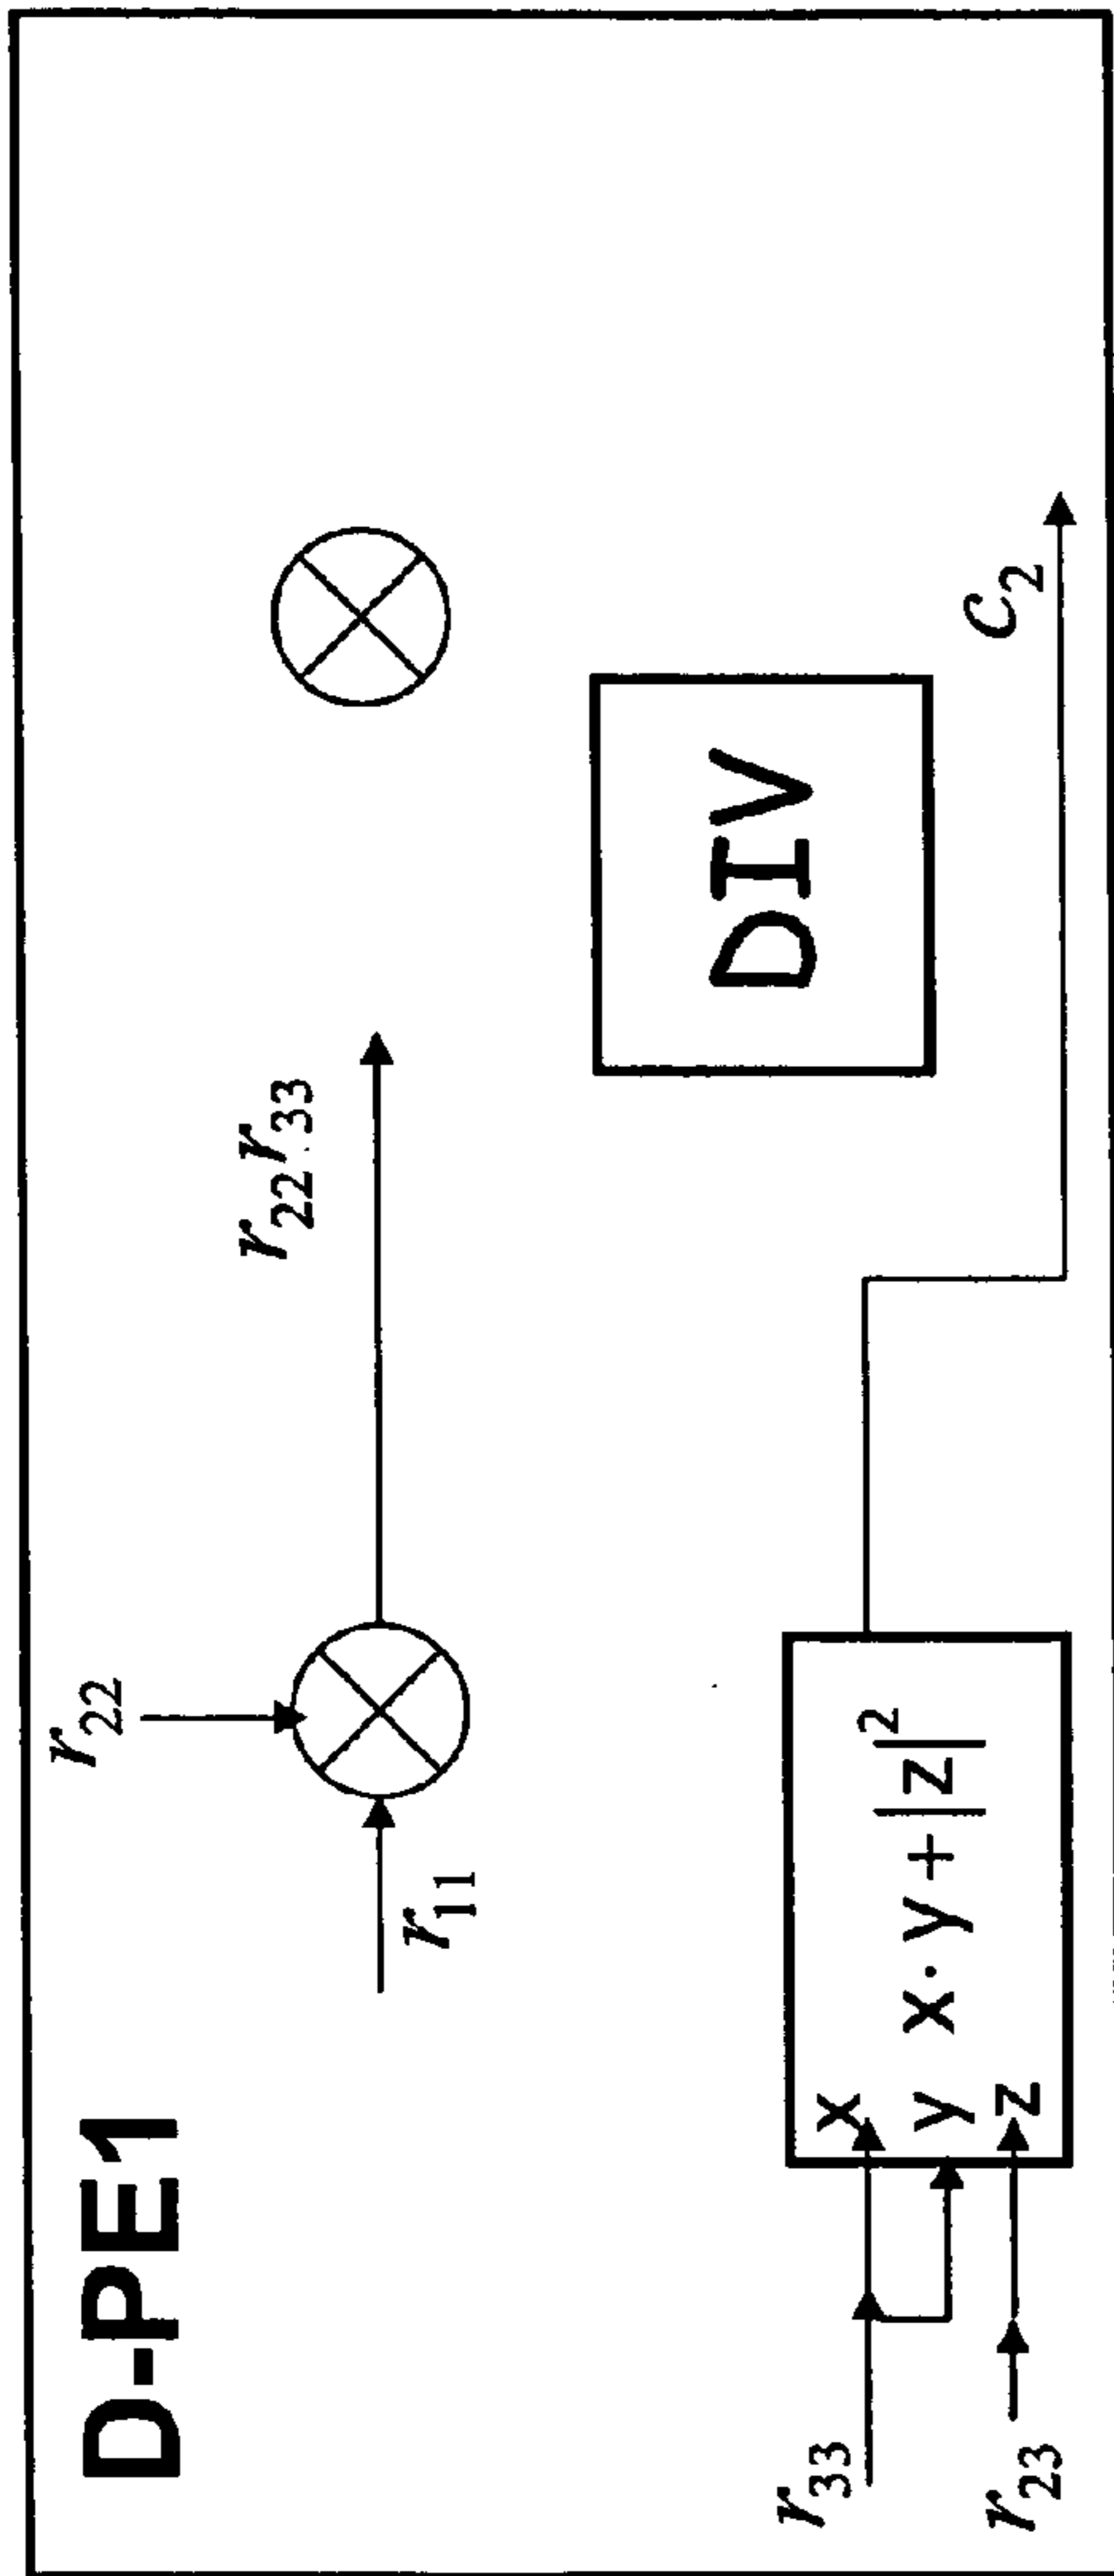 D-PE1
r₂₂
r₁₁
r₂₂r₃₃
DIV
r₃₃
r₂₃
x
y x·y+|z|²
z
c₂